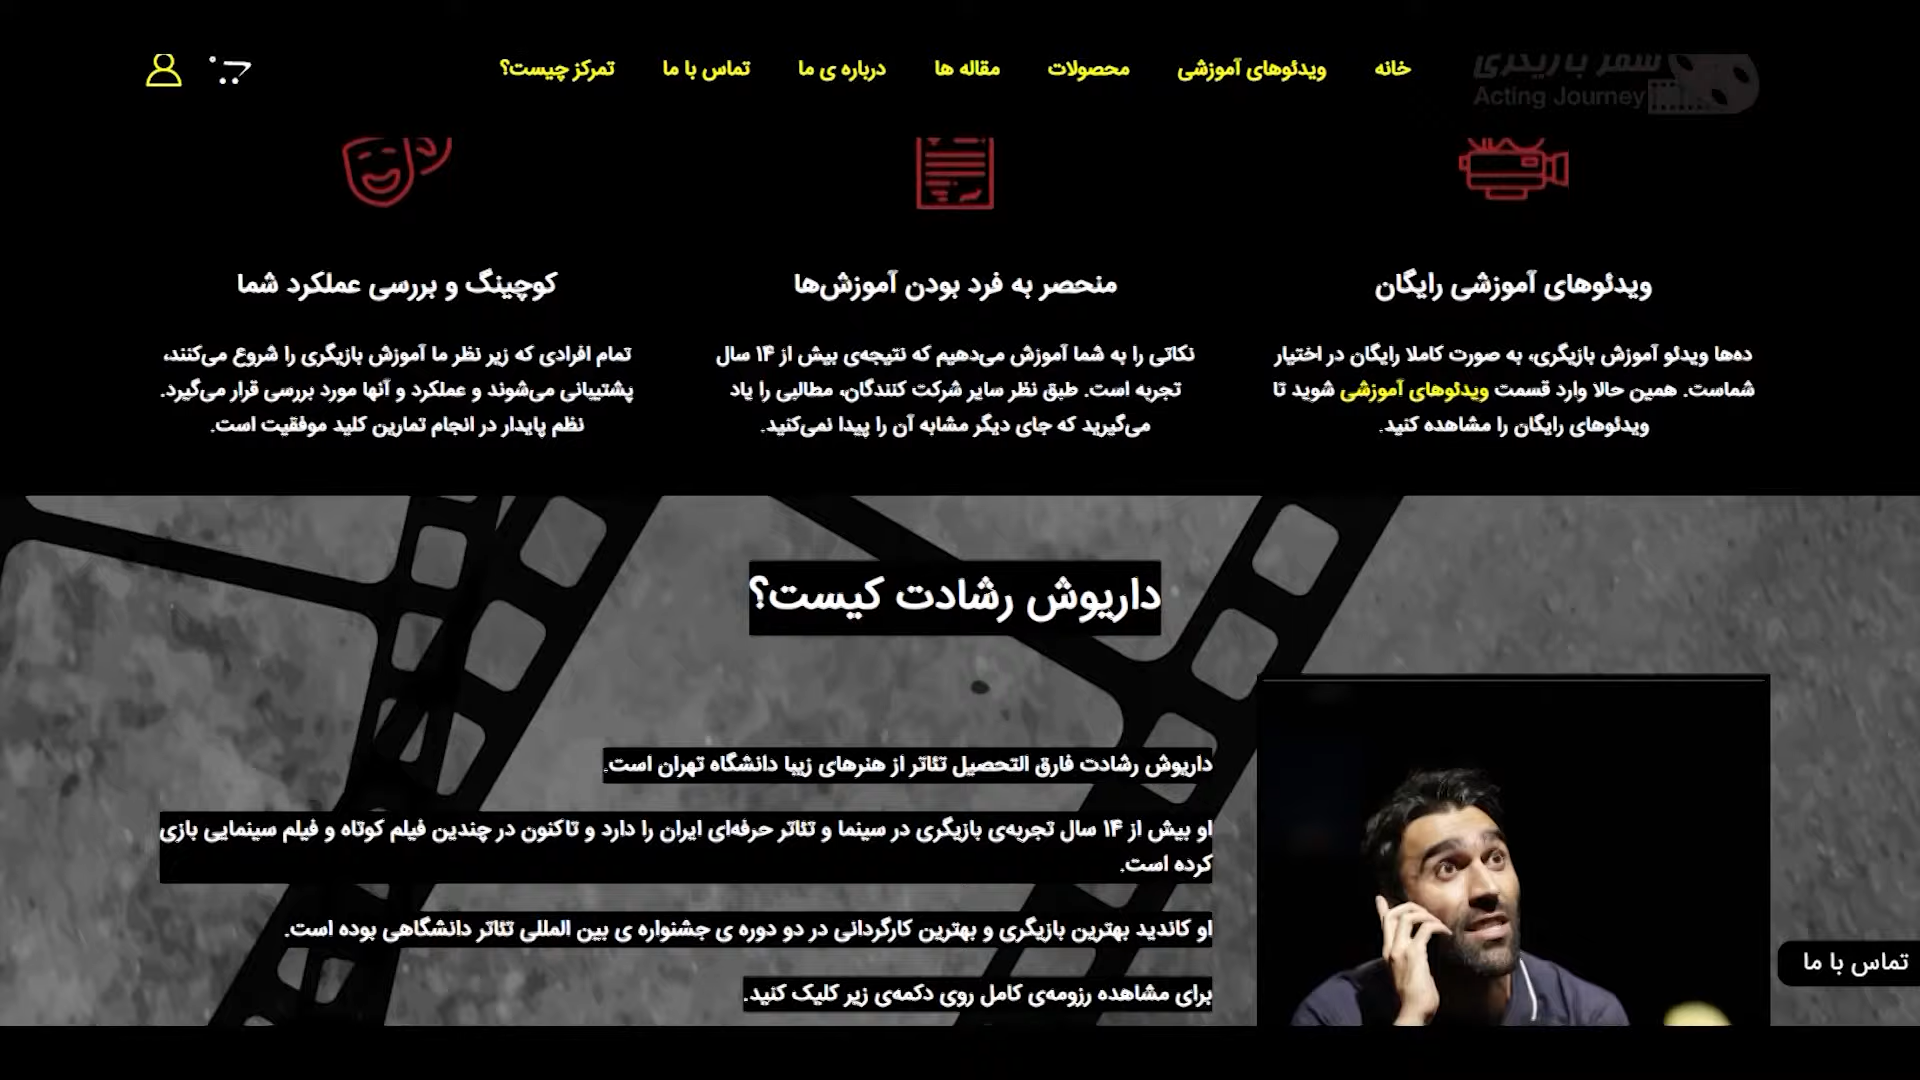 سفر بازیگری
Acting Journey
خانه
ویدئوهای آموزشی
محصولات
مقاله ها
درباره ی ما
تماس با ما
تمرکز چیست؟
ویدئوهای آموزشی رایگان
ده‌ها ویدئو آموزش بازیگری، به صورت کاملا رایگان در اختیار
شماست. همین حالا وارد قسمت ویدئوهای آموزشی شوید تا
ویدئوهای رایگان را مشاهده کنید.
منحصر به فرد بودن آموزش‌ها
نکاتی را به شما آموزش می‌دهیم که نتیجه‌ی بیش از ۱۴ سال
تجربه است. طبق نظر سایر شرکت کنندگان، مطالبی را یاد
می‌گیرید که جای دیگر مشابه آن را پیدا نمی‌کنید.
کوچینگ و بررسی عملکرد شما
تمام افرادی که زیر نظر ما آموزش بازیگری را شروع می‌کنند،
پشتیبانی می‌شوند و عملکرد و آنها مورد بررسی قرار می‌گیرد.
نظم پایدار در انجام تمارین کلید موفقیت است.
داریوش رشادت کیست؟
داریوش رشادت فارق التحصیل تئاتر از هنرهای زیبا دانشگاه تهران است.
او بیش از ۱۴ سال تجربه‌ی بازیگری در سینما و تئاتر حرفه‌ای ایران را دارد و تاکنون در چندین فیلم کوتاه و فیلم سینمایی بازی
کرده است.
او کاندید بهترین بازیگری و بهترین کارگردانی در دو دوره ی جشنواره ی بین المللی تئاتر دانشگاهی بوده است.
برای مشاهده رزومه‌ی کامل روی دکمه‌ی زیر کلیک کنید.
تماس با ما